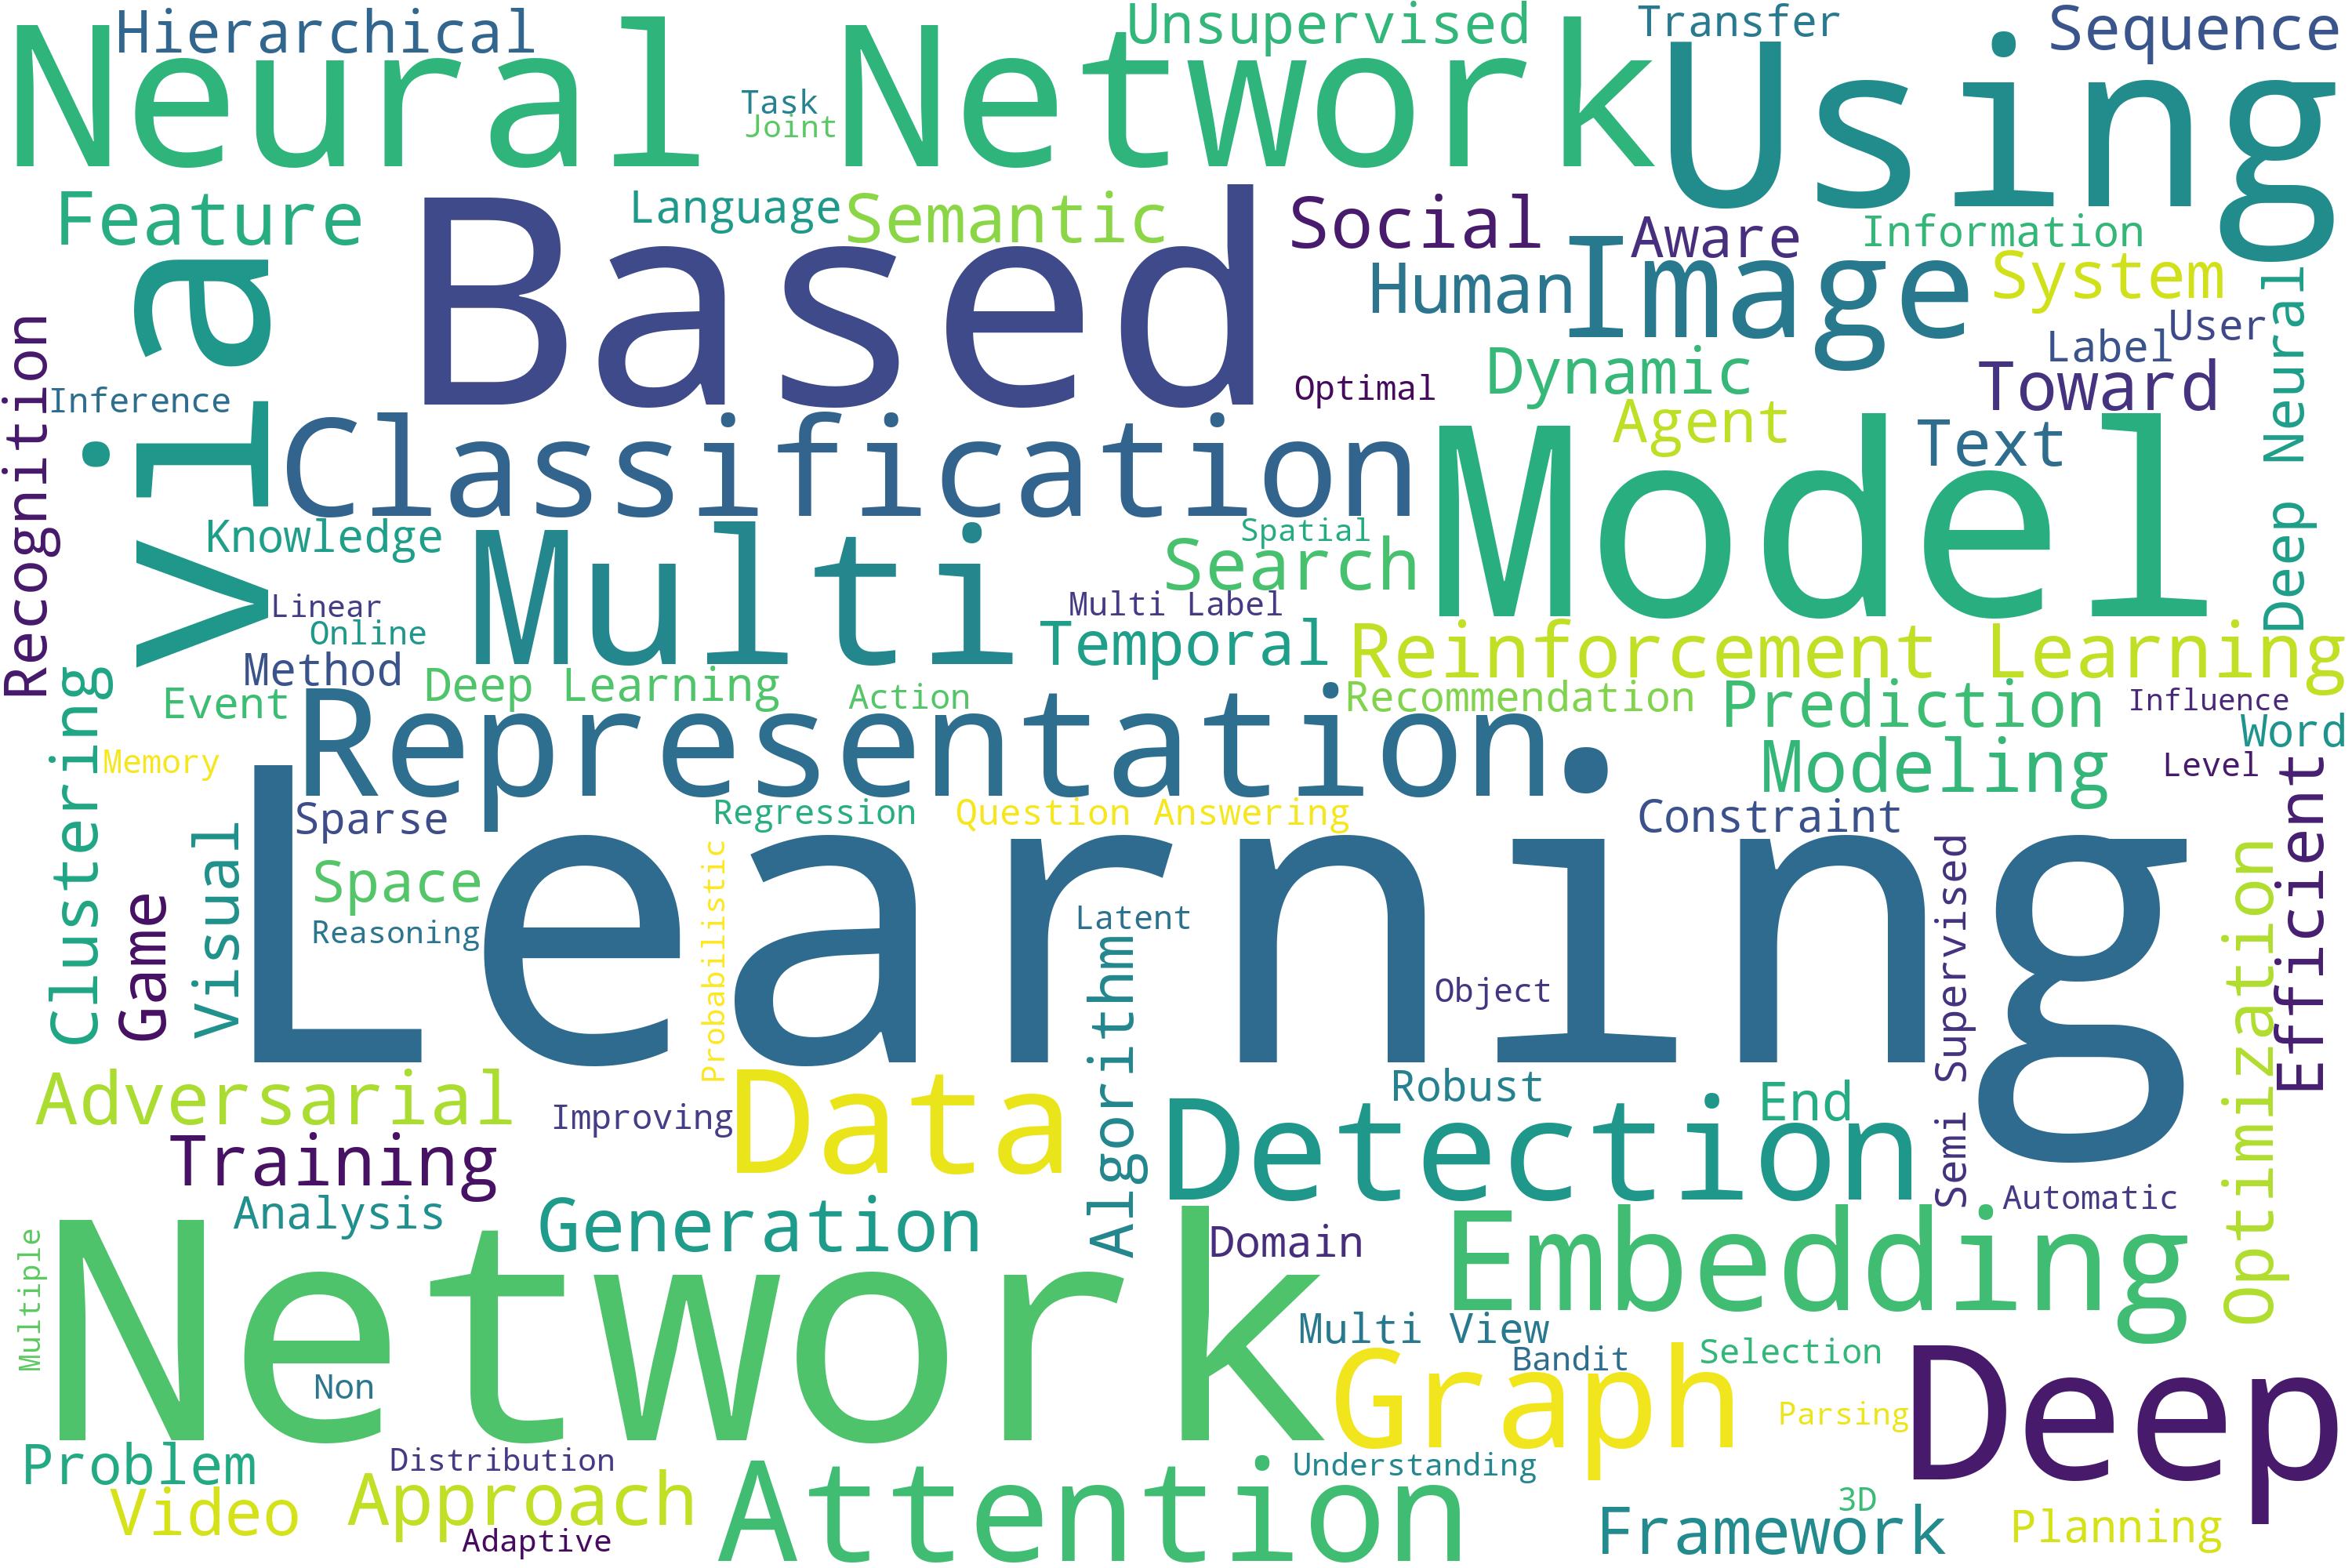 Hierarchical
Unsupervised
Transfer
Sequence
Neural Network
Using
Task
Joint
Feature
Language
Semantic
Social
Aware
Information
Based
Human
Image
System
via
User
Label
Deep Neural
Recognition
Inference
Optimal
Dynamic
Toward
Agent
Text
Classification
Model
Knowledge
Multi
Spatial
Search
Linear
Online
Multi Label
Temporal
Reinforcement Learning
Method
Event
Deep Learning
Action
Recommendation
Prediction
Influence
Representation
Word
Memory
Modeling
Level
Clustering
Sparse
Regression
Question Answering
Constraint
Efficient
Learning
Space
Visual
Game
Reasoning
Probabilistic
Latent
Object
Semi Supervised
Optimization
Algorithm
Adversarial
Improving
Data
Robust
End
Detection
Training
Analysis
Generation
Domain
Automatic
Embedding
Multiple
Network
Multi View
Non
Graph
Bandit
Selection
Deep
Parsing
Problem
Distribution
Understanding
Attention
Video
Approach
Adaptive
3D
Framework
Planning